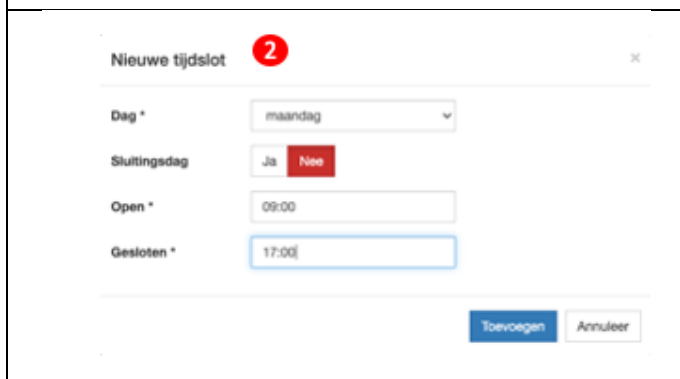 Nieuwe tijdslot 2 ×
Dag * maandag
Sluitingsdag Ja Nee
Open * 09:00
Gesloten * 17:00
Toevoegen Annuleer